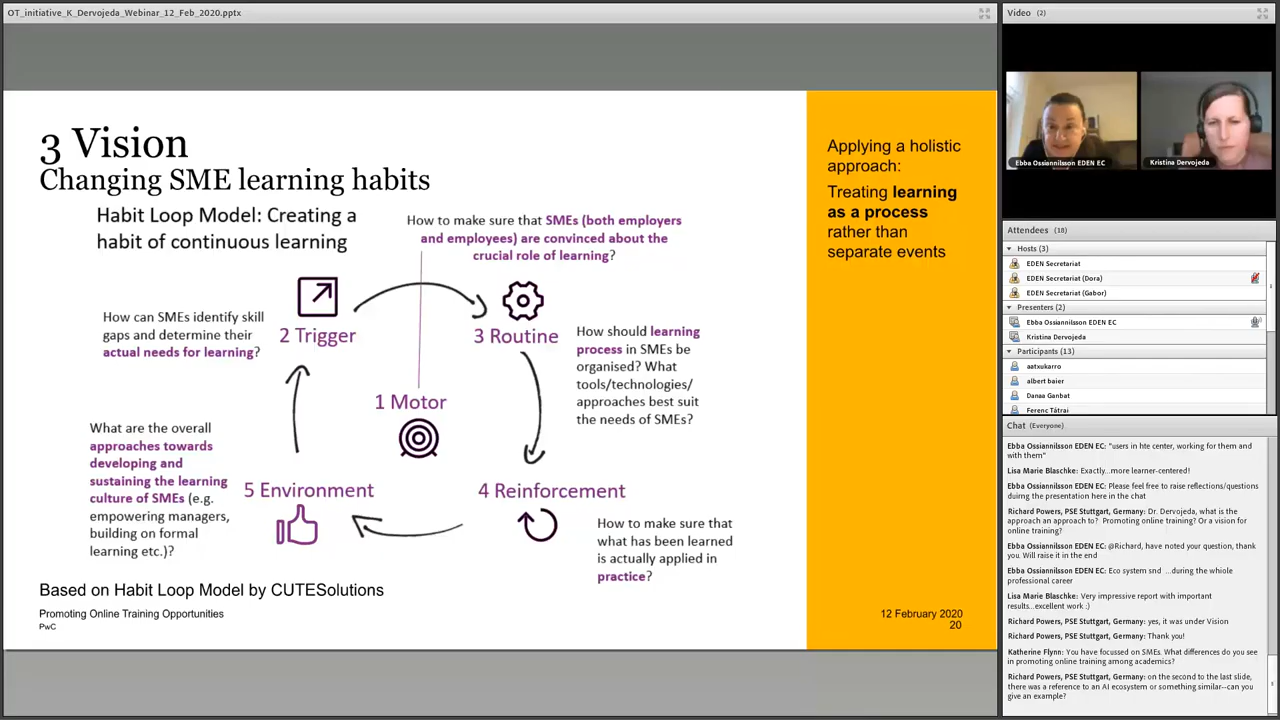 OT_initiative_K_Dervojeda_Webinar_12_Feb_2020.pptx
3 Vision
Changing SME learning habits
Habit Loop Model: Creating a
habit of continuous learning
How to make sure that SMEs (both employers
and employees) are convinced about the
crucial role of learning?
How can SMEs identify skill
gaps and determine their
actual needs for learning?
2 Trigger
3 Routine
How should learning
process in SMEs be
organised? What
tools/technologies/
approaches best suit
the needs of SMEs?
1 Motor
What are the overall
approaches towards
developing and
sustaining the learning
culture of SMEs (e.g.
empowering managers,
building on formal
learning etc.)?
5 Environment
4 Reinforcement
How to make sure that
what has been learned
is actually applied in
practice?
Based on Habit Loop Model by CUTESolutions
Promoting Online Training Opportunities
PwC
12 February 2020
20
Applying a holistic
approach:
Treating learning
as a process
rather than
separate events
Video (2)
Ebba Ossiannilsson EDEN EC
Kristina Dervojeda
Attendees (18)
Hosts (3)
EDEN Secretariat
EDEN Secretariat (Dora)
EDEN Secretariat (Gabor)
Presenters (2)
Ebba Ossiannilsson EDEN EC
Kristina Dervojeda
Participants (13)
aatxukarro
albert baier
Danaa Ganbat
Ferenc Tátrai
Chat (Everyone)
Ebba Ossiannilsson EDEN EC: "users in hte center, working for them and
with them"
Lisa Marie Blaschke: Exactly...more learner-centered!
Ebba Ossiannilsson EDEN EC: Please feel free to raise reflections/questions
duirng the presentation here in the chat
Richard Powers, PSE Stuttgart, Germany: Dr. Dervojeda, what is the
approach an approach to? Promoting online training? Or a vision for
online training?
Ebba Ossiannilsson EDEN EC: @Richard, have noted your question, thank
you. Will raise it in the end
Ebba Ossiannilsson EDEN EC: Eco system snd ...during the whiole
professional career
Lisa Marie Blaschke: Very impressive report with important
results...excellent work :)
Richard Powers, PSE Stuttgart, Germany: yes, it was under Vision
Richard Powers, PSE Stuttgart, Germany: Thank you!
Katherine Flynn: You have focussed on SMEs. What differences do you see
in promoting online training among academics?
Richard Powers, PSE Stuttgart, Germany: on the second to the last slide,
there was a reference to an AI ecosystem or something similar--can you
give an example?